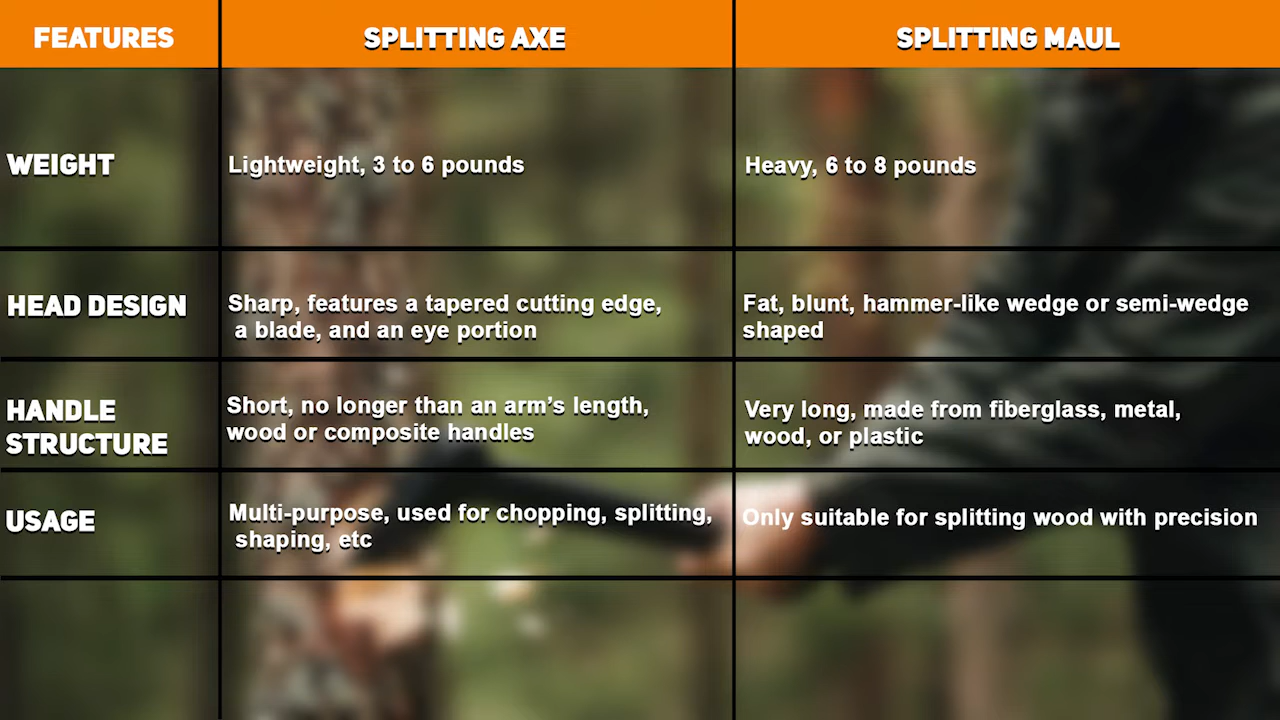 FEATURES
SPLITTING AXE
SPLITTING MAUL
WEIGHT
Lightweight, 3 to 6 pounds
Heavy, 6 to 8 pounds
HEAD DESIGN
Sharp, features a tapered cutting edge,
a blade, and an eye portion
Fat, blunt, hammer-like wedge or semi-wedge
shaped
HANDLE
STRUCTURE
Short, no longer than an arm’s length,
wood or composite handles
Very long, made from fiberglass, metal,
wood, or plastic
USAGE
Multi-purpose, used for chopping, splitting,
shaping, etc
Only suitable for splitting wood with precision